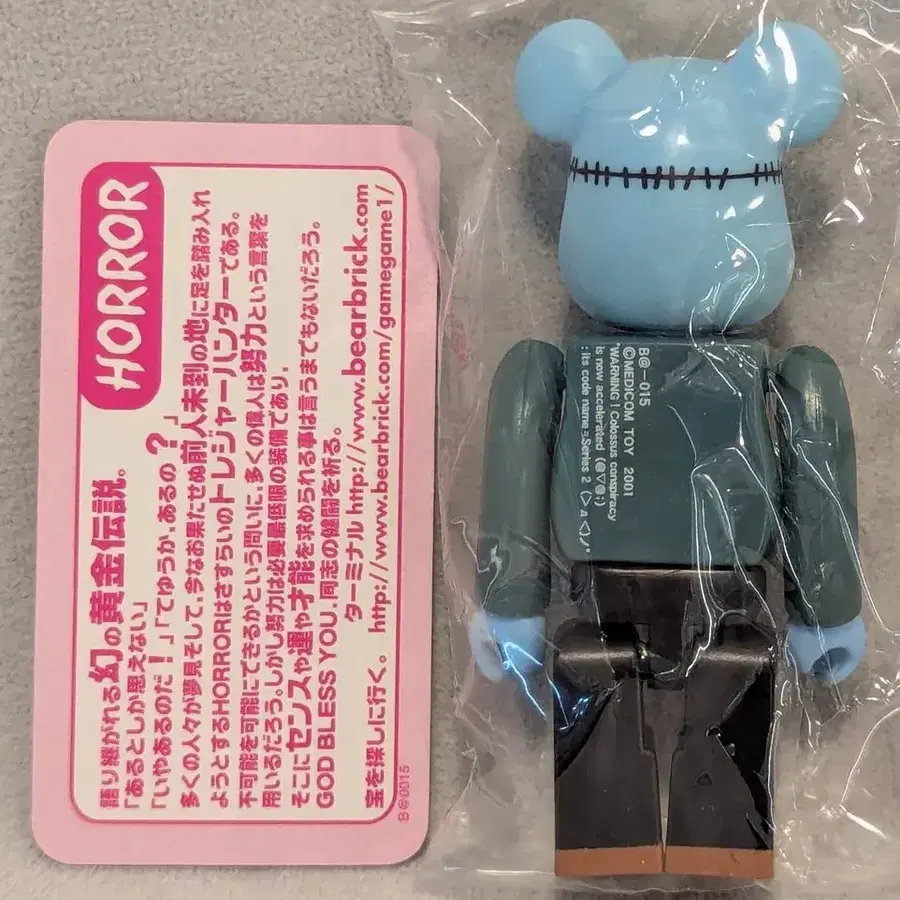 HORROR
語り継がれる幻の黄金伝説。
「あるとしか思えない」
「いやあるのだ！」「てゆうか、あるの？」
多くの人々が夢見そして、今なお果たせぬ前人未到の地に足を踏み入れ
ようとするHORRORはさすらいのトレジャーハンターである。
不可能を可能にできるかという問いに、多くの偉人は努力という言葉を
用いるだろう。しかし努力は必要最低限の装備であり、
そこにセンスや運や才能を求められる事は言うまでもないだろう。
GOD BLESS YOU, 同志の健闘を祈る。
ターミナル http://www.bearbrick.com
宝を探しに行く。 http://www.bearbrick.com/gamegame1/
B@0015
B@-015
©MEDICOM TOY 2001
"WARNING! Colossus conspiracy
is now accelerated (@▽@;)
: its code name=Series 2 (>д<)/"